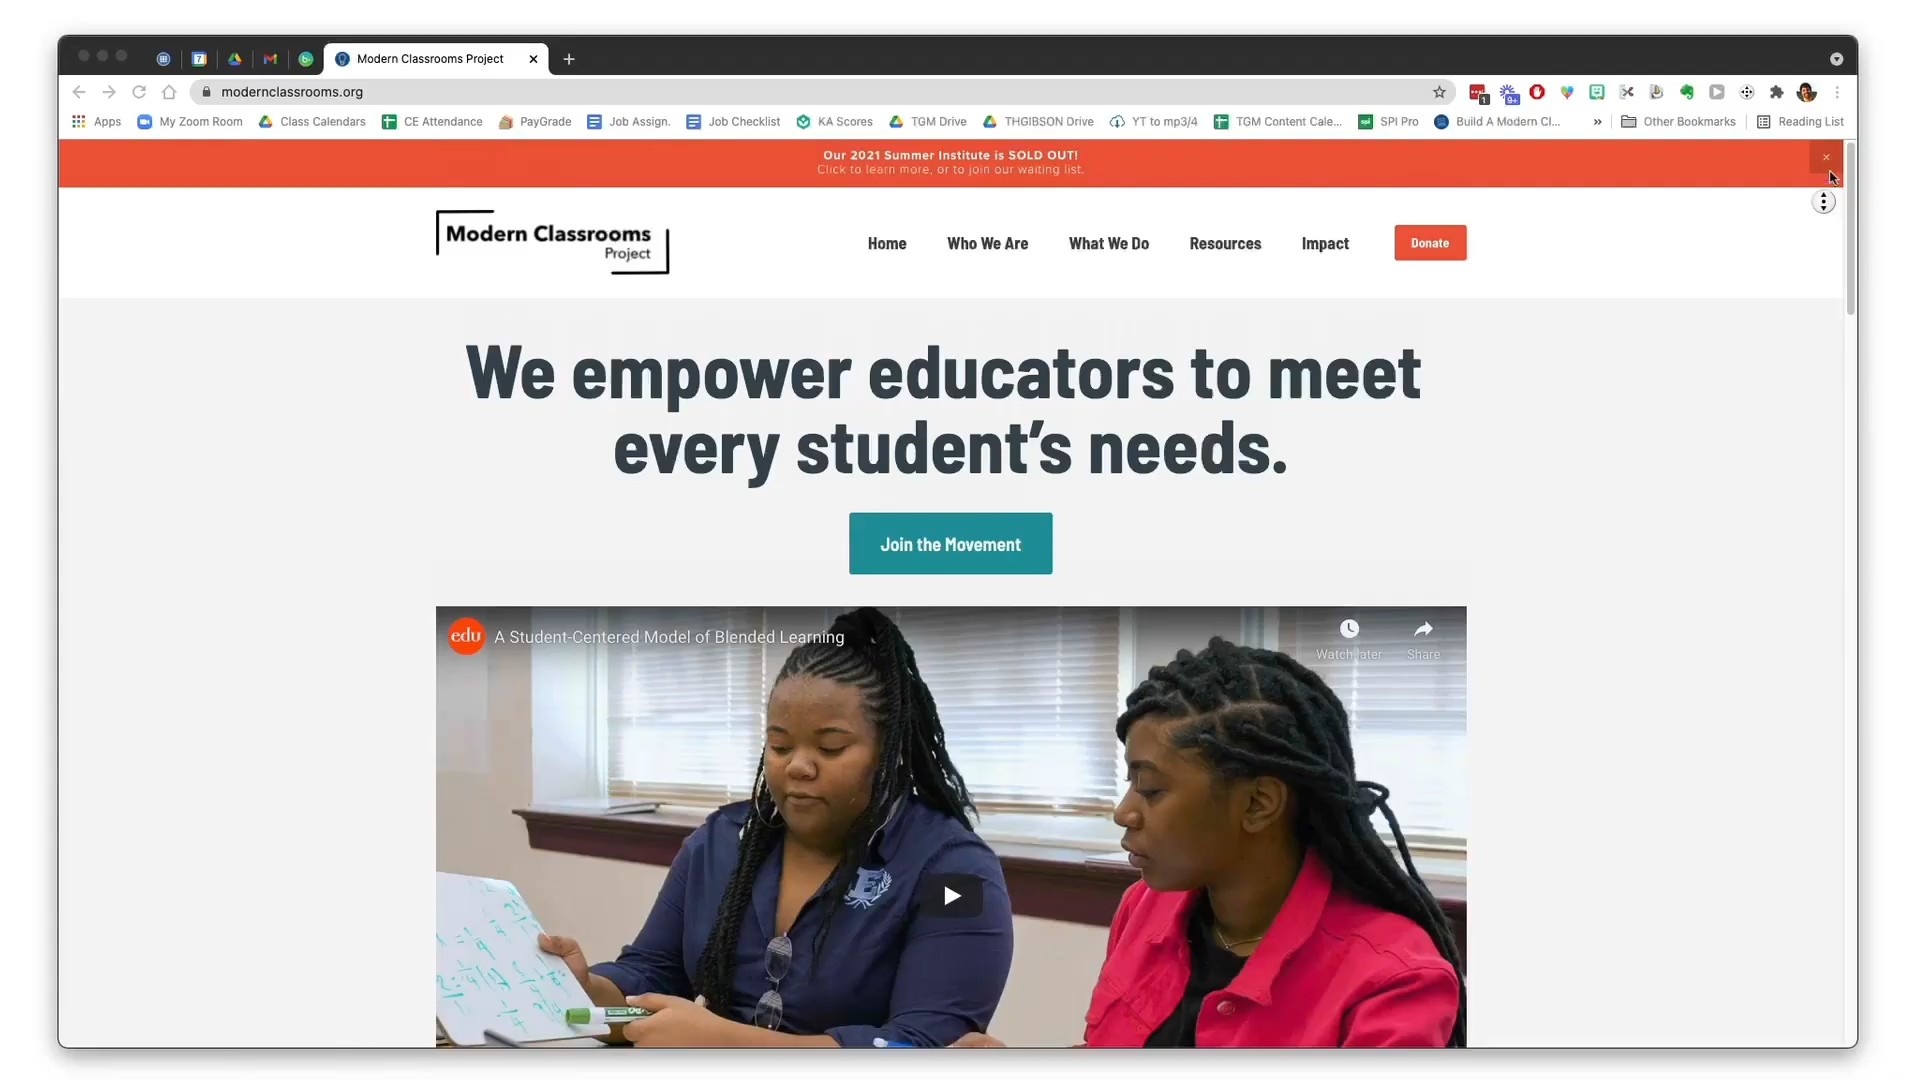 Modern Classrooms Project
modernclassrooms.org
Apps My Zoom Room Class Calendars CE Attendance PayGrade Job Assign. Job Checklist KA Scores TGM Drive THGIBSON Drive YT to mp3/4 TGM Content Cale... SPI Pro Build A Modern Cl... » Other Bookmarks Reading List
Our 2021 Summer Institute is SOLD OUT!
Click to learn more, or to join our waiting list.
Modern Classrooms
Project
Home Who We Are What We Do Resources Impact Donate
We empower educators to meet
every student’s needs.
Join the Movement
edu A Student-Centered Model of Blended Learning
Watch later Share
E